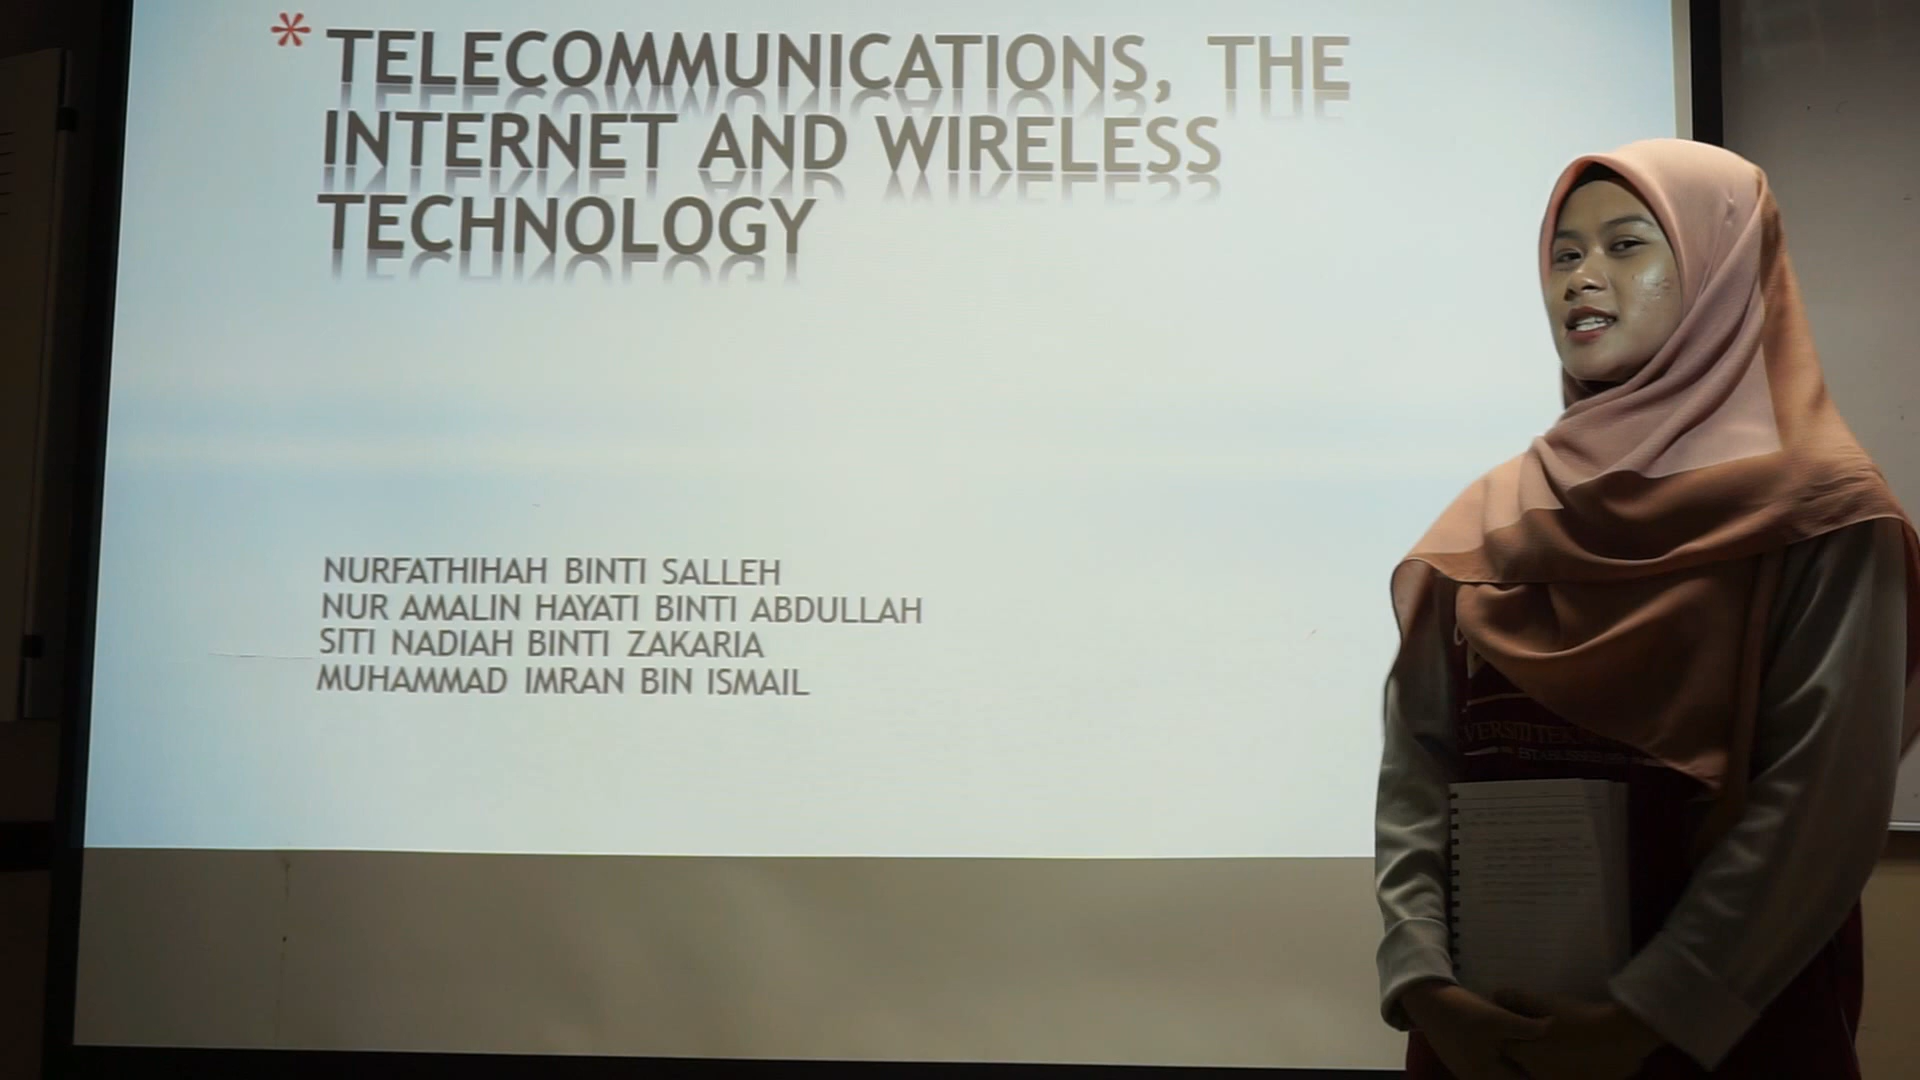 * TELECOMMUNICATIONS, THE
INTERNET AND WIRELESS
TECHNOLOGY
NURFATHIHAH BINTI SALLEH
NUR AMALIN HAYATI BINTI ABDULLAH
SITI NADIAH BINTI ZAKARIA
MUHAMMAD IMRAN BIN ISMAIL